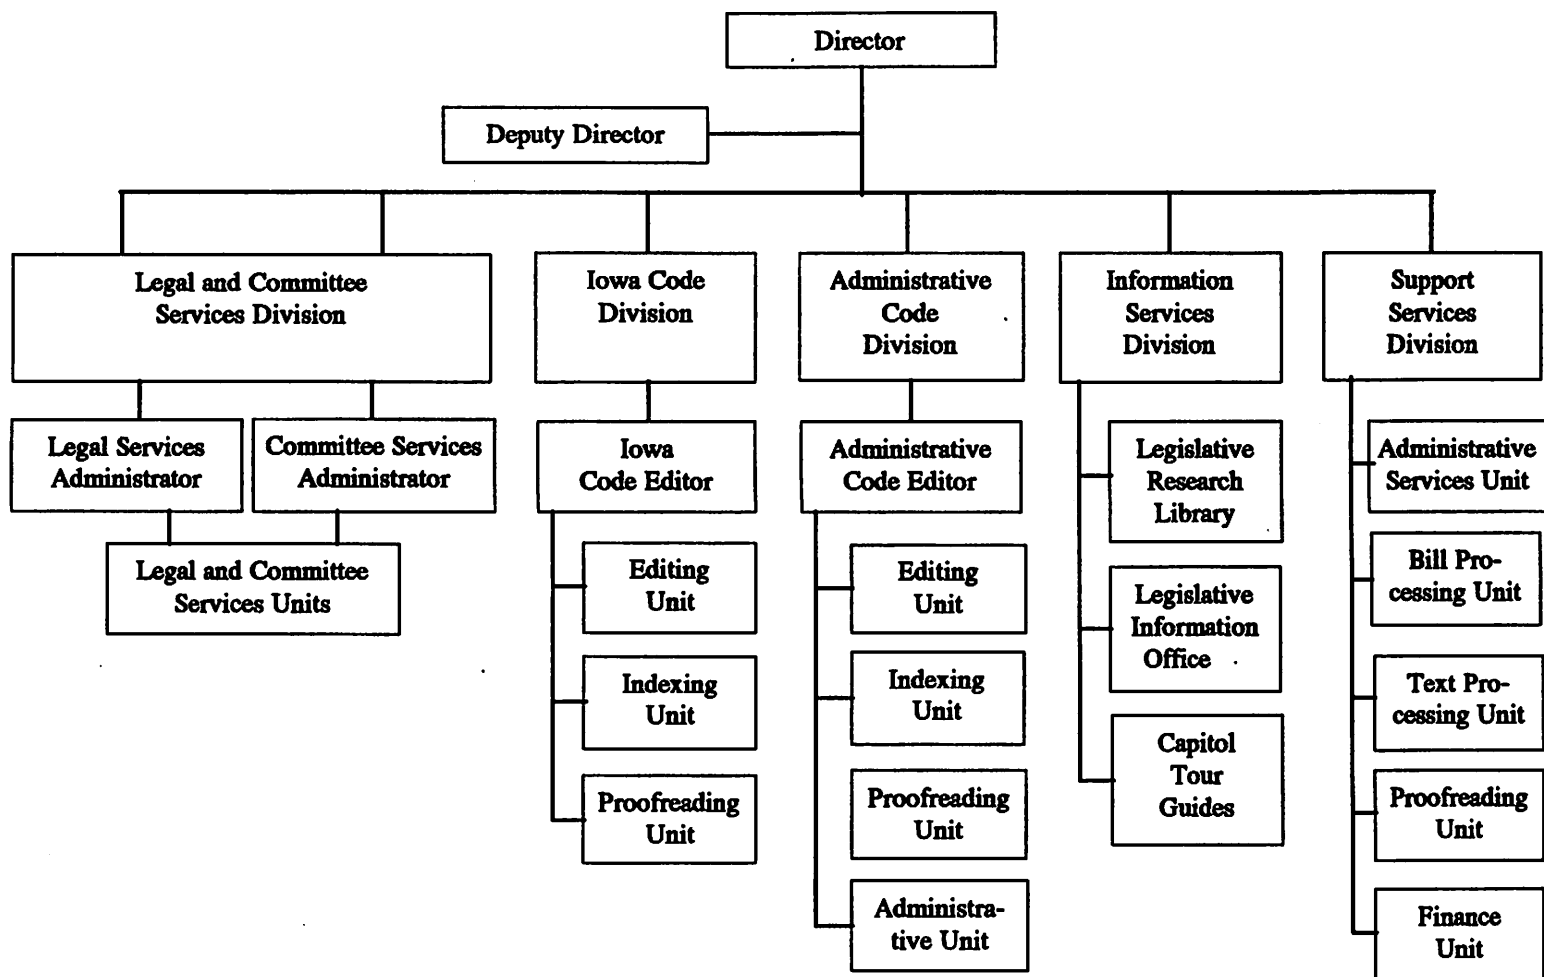 Director
Deputy Director
Legal and Committee
Services Division
Iowa Code
Division
Administrative
Code
Division
Information
Services
Division
Support
Services
Division
Legal Services
Administrator
Committee Services
Administrator
Legal and Committee
Services Units
Iowa
Code Editor
Editing
Unit
Indexing
Unit
Proofreading
Unit
Administrative
Code Editor
Editing
Unit
Indexing
Unit
Proofreading
Unit
Administra-
tive Unit
Legislative
Research
Library
Legislative
Information
Office
Capitol
Tour
Guides
Administrative
Services Unit
Bill Pro-
cessing Unit
Text Pro-
cessing Unit
Proofreading
Unit
Finance
Unit